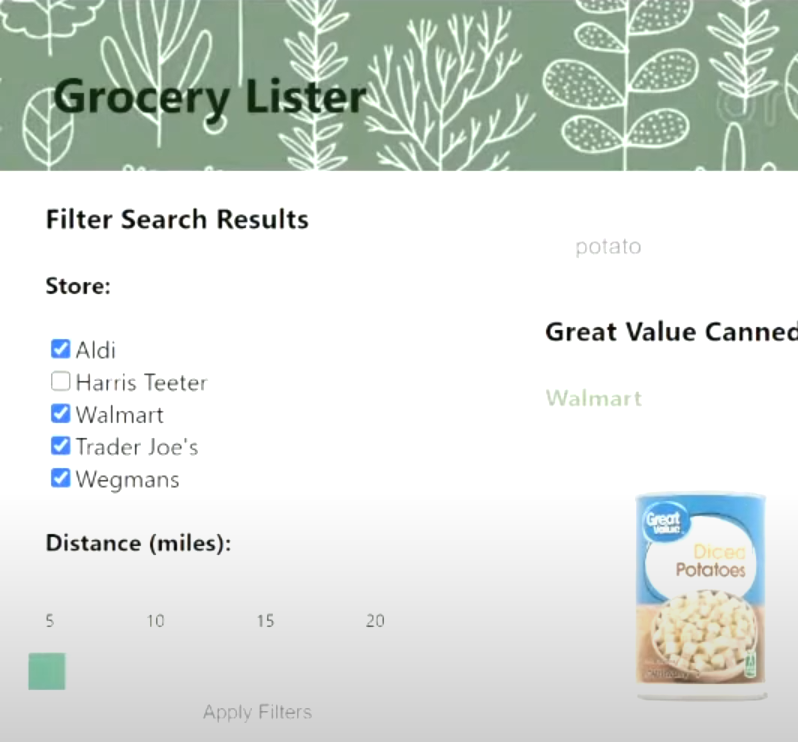 Grocery Lister
Filter Search Results
Store:
Aldi
Harris Teeter
Walmart
Trader Joe's
Wegmans
Distance (miles):
5 10 15 20
Apply Filters
potato
Great Value Canned
Walmart
Great
Value
Diced
Potatoes